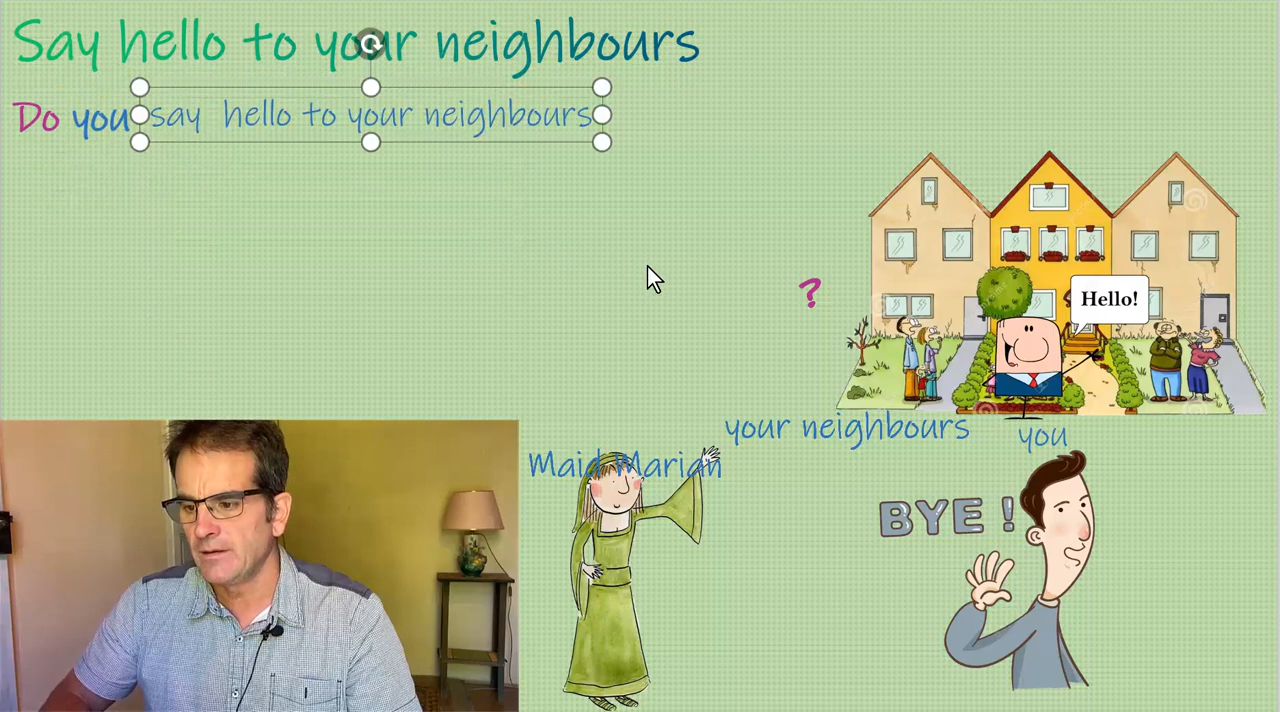 Say hello to your neighbours
Do you say hello to your neighbours
?
Hello!
your neighbours
you
Maid Marian
BYE!